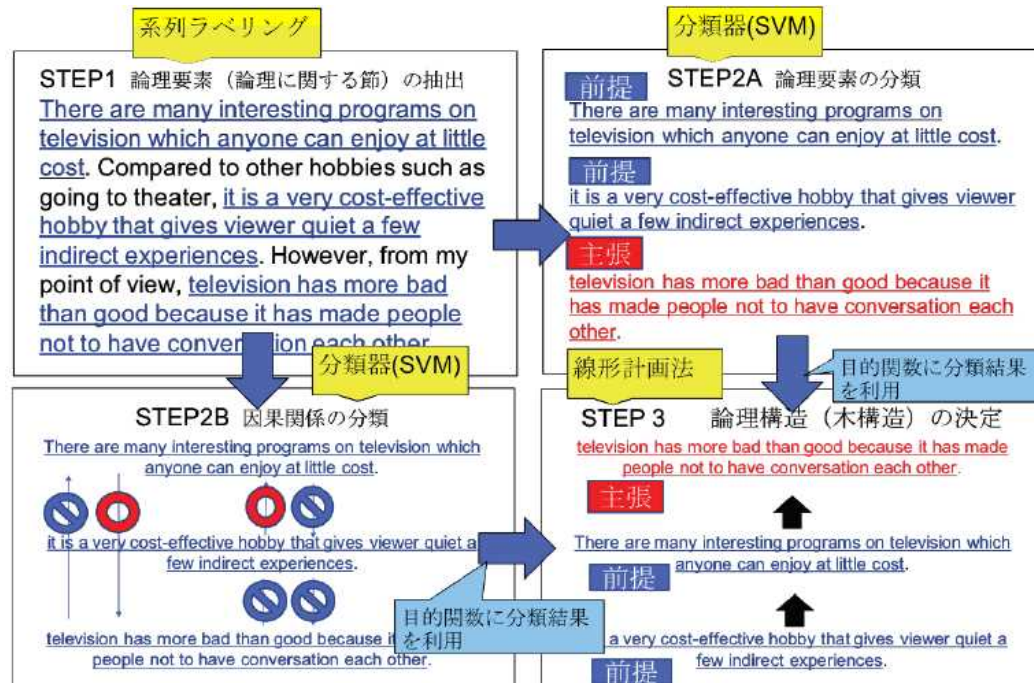 系列ラベリング
STEP1 論理要素（論理に関する節）の抽出
There are many interesting programs on
television which anyone can enjoy at little
cost. Compared to other hobbies such as
going to theater, it is a very cost-effective
hobby that gives viewer quiet a few
indirect experiences. However, from my
point of view, television has more bad
than good because it has made people
not to have conversation each other
分類器(SVM)
STEP2A 論理要素の分類
前提
There are many interesting programs on
television which anyone can enjoy at little cost.
前提
it is a very cost-effective hobby that gives viewer
quiet a few indirect experiences.
主張
television has more bad than good because it
has made people not to have conversation each
other.
分類器(SVM)
STEP2B 因果関係の分類
There are many interesting programs on television which
anyone can enjoy at little cost.
it is a very cost-effective hobby that gives viewer quiet a
few indirect experiences.
television has more bad than good because it
people not to have conversation each other.
目的関数に分類結果
を利用
線形計画法
目的関数に分類結果
を利用
STEP 3 論理構造（木構造）の決定
television has more bad than good because it has made
people not to have conversation each other.
主張
There are many interesting programs on television which
anyone can enjoy at little cost.
前提
a very cost-effective hobby that gives viewer quiet a
few indirect experiences.
前提